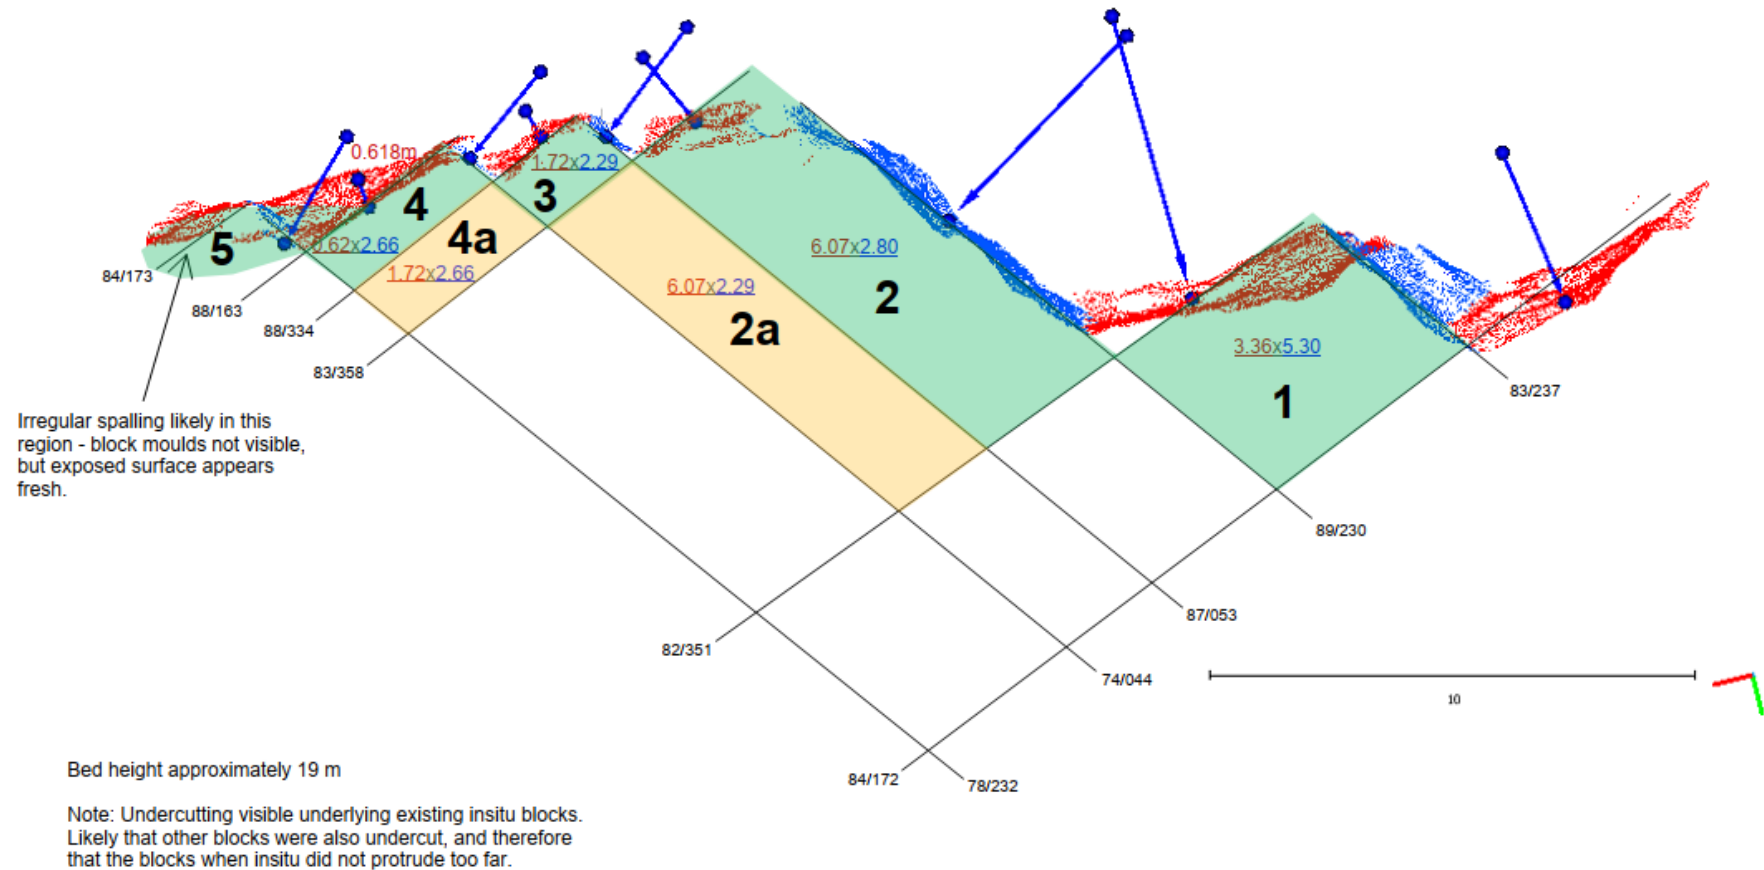 0.618m
1.72x2.29
4
3
5
0.62x2.66
4a
6.07x2.80
84/173
1.72x2.66
6.07x2.29
2
88/163
88/334
2a
3.36x5.30
83/358
1
83/237
Irregular spalling likely in this
region - block moulds not visible,
but exposed surface appears
fresh.
89/230
87/053
82/351
74/044
10
84/172
78/232
Bed height approximately 19 m
Note: Undercutting visible underlying existing insitu blocks.
Likely that other blocks were also undercut, and therefore
that the blocks when insitu did not protrude too far.